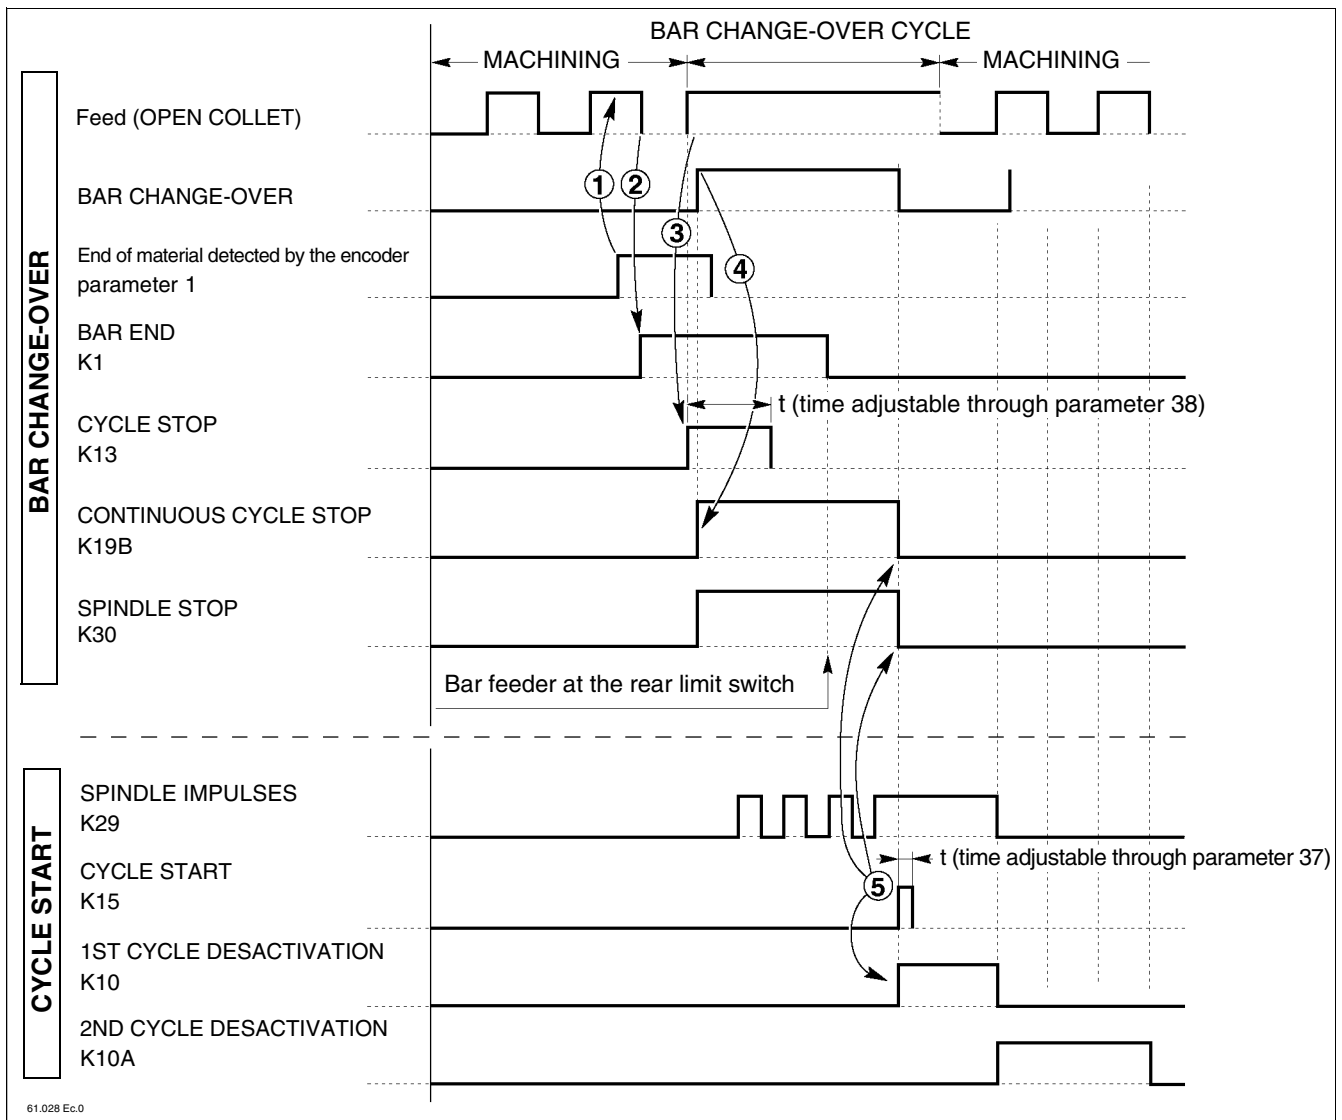 BAR CHANGE-OVER CYCLE
MACHINING
MACHINING
BAR CHANGE-OVER
Feed (OPEN COLLET)
BAR CHANGE-OVER
1
2
3
4
End of material detected by the encoder
parameter 1
BAR END
K1
t (time adjustable through parameter 38)
CYCLE STOP
K13
CONTINUOUS CYCLE STOP
K19B
SPINDLE STOP
K30
Bar feeder at the rear limit switch
CYCLE START
SPINDLE IMPULSES
K29
t (time adjustable through parameter 37)
CYCLE START
K15
5
1ST CYCLE DESACTIVATION
K10
2ND CYCLE DESACTIVATION
K10A
61.028 Ec.0